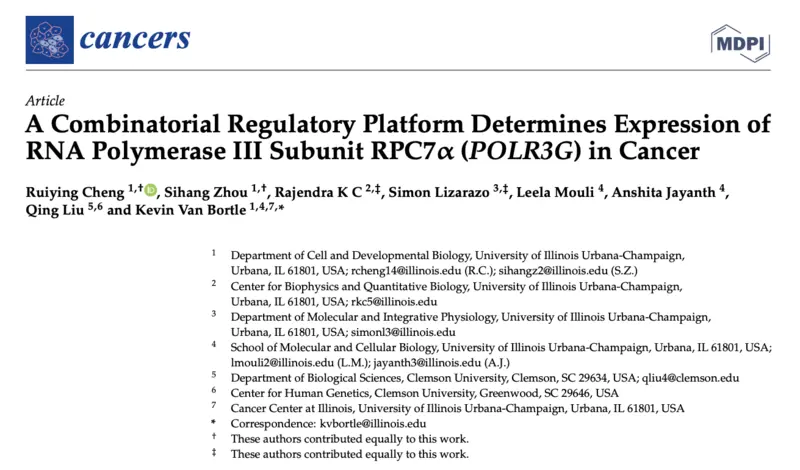 cancers
MDPI
Article
A Combinatorial Regulatory Platform Determines Expression of
RNA Polymerase III Subunit RPC7α (POLR3G) in Cancer
Ruiying Cheng 1,† iD, Sihang Zhou 1,†, Rajendra K C 2,‡, Simon Lizarazo 3,‡, Leela Mouli 4, Anshita Jayanth 4,
Qing Liu 5,6 and Kevin Van Bortle 1,4,7,*
1 Department of Cell and Developmental Biology, University of Illinois Urbana-Champaign,
Urbana, IL 61801, USA; rcheng14@illinois.edu (R.C.); sihangz2@illinois.edu (S.Z.)
2 Center for Biophysics and Quantitative Biology, University of Illinois Urbana-Champaign,
Urbana, IL 61801, USA; rkc5@illinois.edu
3 Department of Molecular and Integrative Physiology, University of Illinois Urbana-Champaign,
Urbana, IL 61801, USA; simonl3@illinois.edu
4 School of Molecular and Cellular Biology, University of Illinois Urbana-Champaign, Urbana, IL 61801, USA;
lmouli2@illinois.edu (L.M.); jayanth3@illinois.edu (A.J.)
5 Department of Biological Sciences, Clemson University, Clemson, SC 29634, USA; qliu4@clemson.edu
6 Center for Human Genetics, Clemson University, Greenwood, SC 29646, USA
7 Cancer Center at Illinois, University of Illinois Urbana-Champaign, Urbana, IL 61801, USA
* Correspondence: kvbortle@illinois.edu
† These authors contributed equally to this work.
‡ These authors contributed equally to this work.